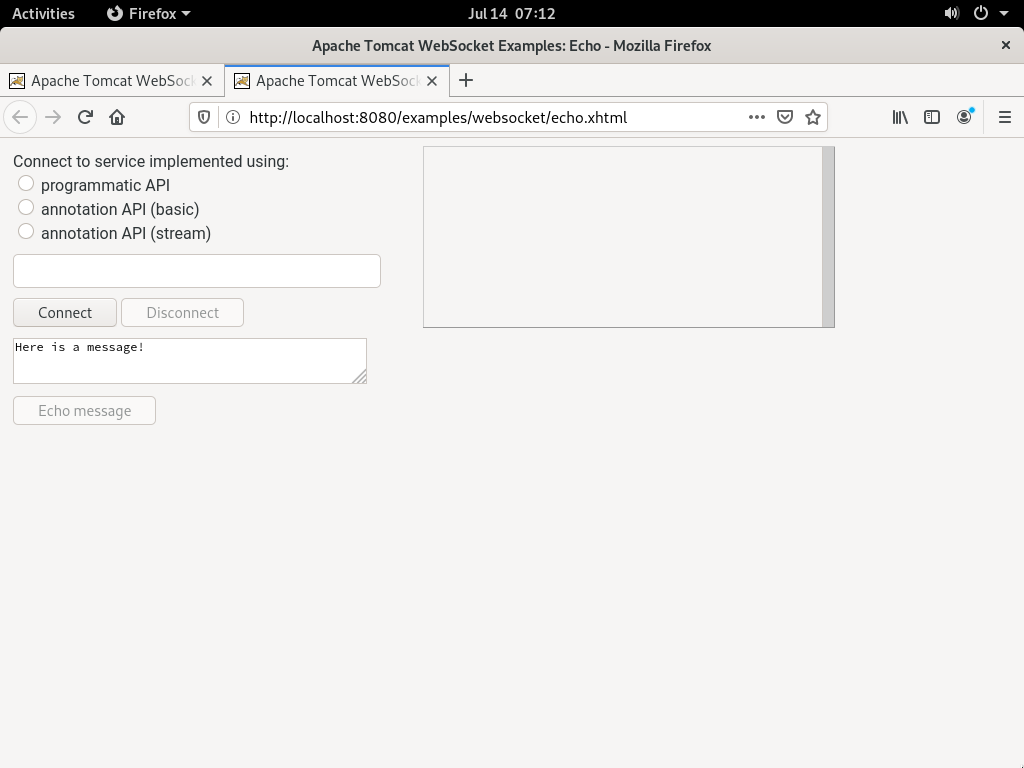 Activities
Firefox
Jul 14 07:12
Apache Tomcat WebSocket Examples: Echo - Mozilla Firefox
Apache Tomcat WebSock
Apache Tomcat WebSock
http://localhost:8080/examples/websocket/echo.xhtml
Connect to service implemented using:
programmatic API
annotation API (basic)
annotation API (stream)
Connect
Disconnect
Here is a message!
Echo message